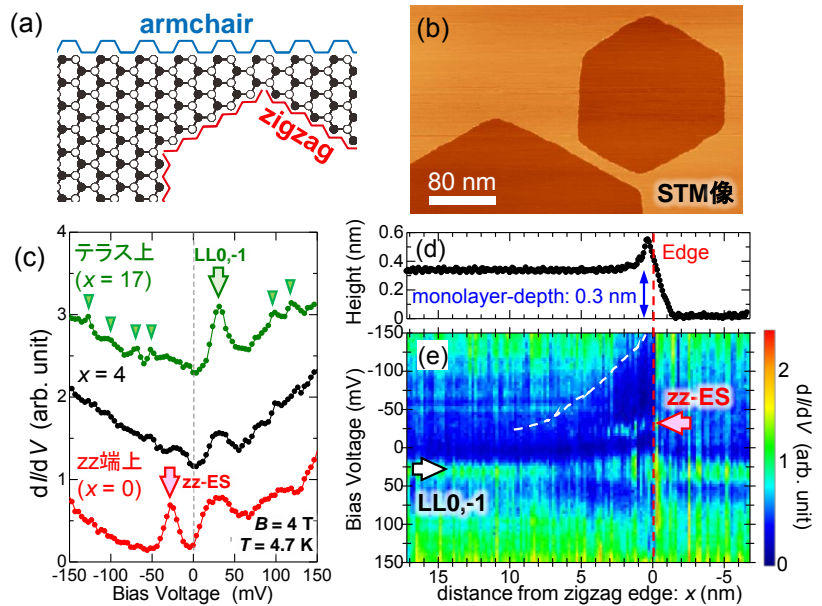 (a)
armchair
zigzag
(b)
80 nm
STM像
(c)
4
3
2
1
0
dI/dV (arb. unit)
テラス上
(x = 17)
LL0,-1
x = 4
zz端上
(x = 0)
zz-ES
B = 4 T
T = 4.7 K
-150 -100 -50 0 50 100 150
Bias Voltage (mV)
(d)
0.6
0.4
0.2
0.0
Height (nm)
Edge
monolayer-depth: 0.3 nm
(e)
-150
-100
-50
0
50
100
150
Bias Voltage (mV)
zz-ES
LL0,-1
17 15 10 5 0 -5
distance from zigzag edge: x (nm)
2
1
0
dI/dV (arb. unit)